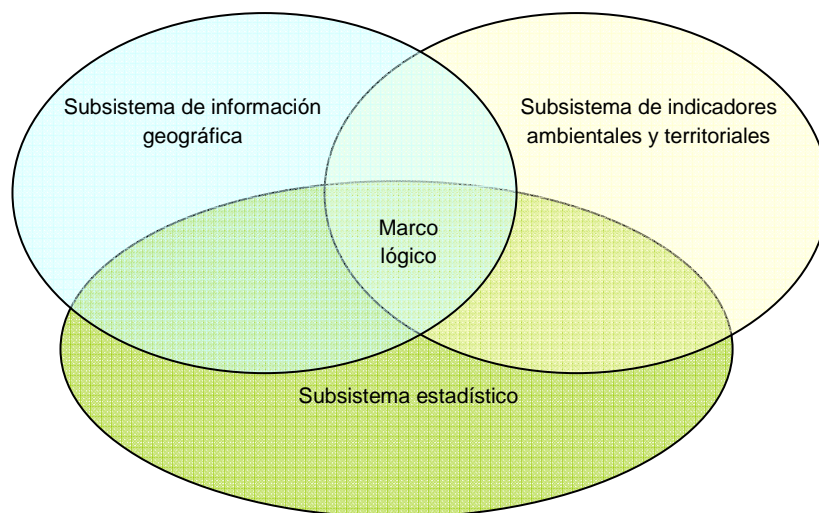 Subsistema de información
geográfica
Subsistema de indicadores
ambientales y territoriales
Marco
lógico
Subsistema estadístico